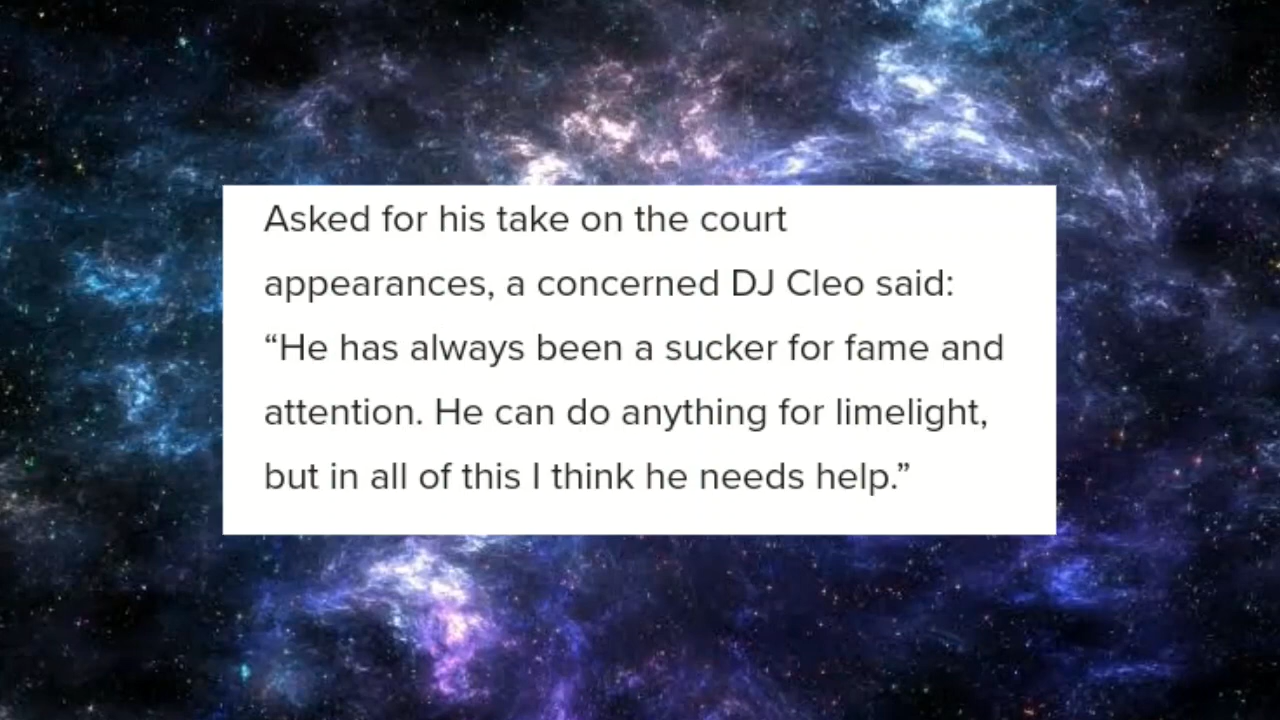 Asked for his take on the court
appearances, a concerned DJ Cleo said:
“He has always been a sucker for fame and
attention. He can do anything for limelight,
but in all of this I think he needs help.”